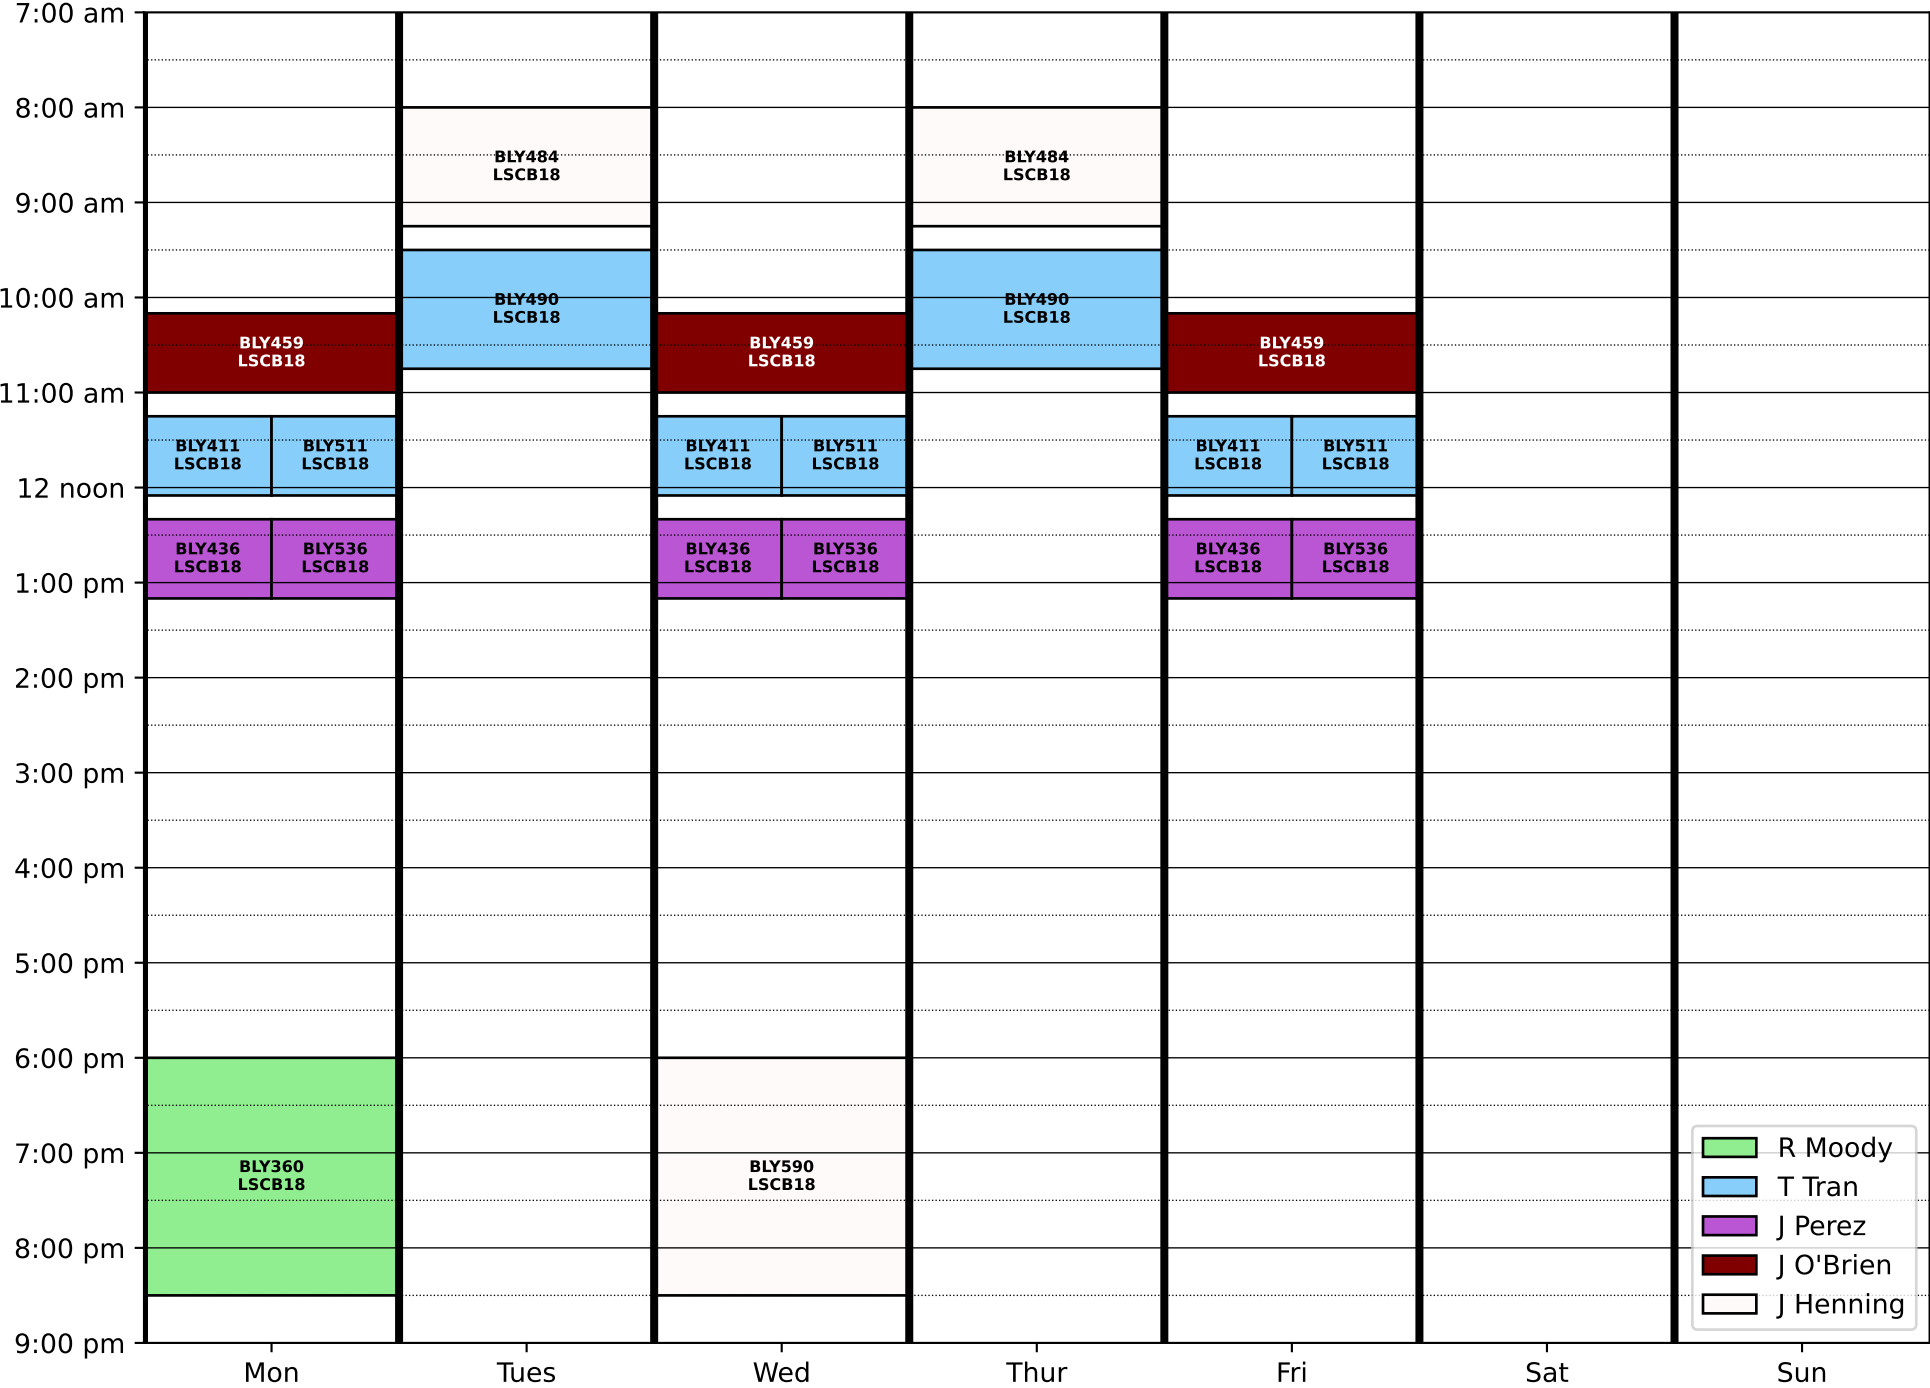 7:00 am
8:00 am
BLY484
LSCB18
BLY484
LSCB18
9:00 am
10:00 am
BLY490
LSCB18
BLY490
LSCB18
BLY459
LSCB18
BLY459
LSCB18
BLY459
LSCB18
11:00 am
BLY411
LSCB18
BLY511
LSCB18
BLY411
LSCB18
BLY511
LSCB18
BLY411
LSCB18
BLY511
LSCB18
12 noon
BLY436
LSCB18
BLY536
LSCB18
BLY436
LSCB18
BLY536
LSCB18
BLY436
LSCB18
BLY536
LSCB18
1:00 pm
2:00 pm
3:00 pm
4:00 pm
5:00 pm
6:00 pm
7:00 pm
BLY360
LSCB18
BLY590
LSCB18
8:00 pm
9:00 pm
R Moody
T Tran
J Perez
J O'Brien
J Henning
Mon
Tues
Wed
Thur
Fri
Sat
Sun